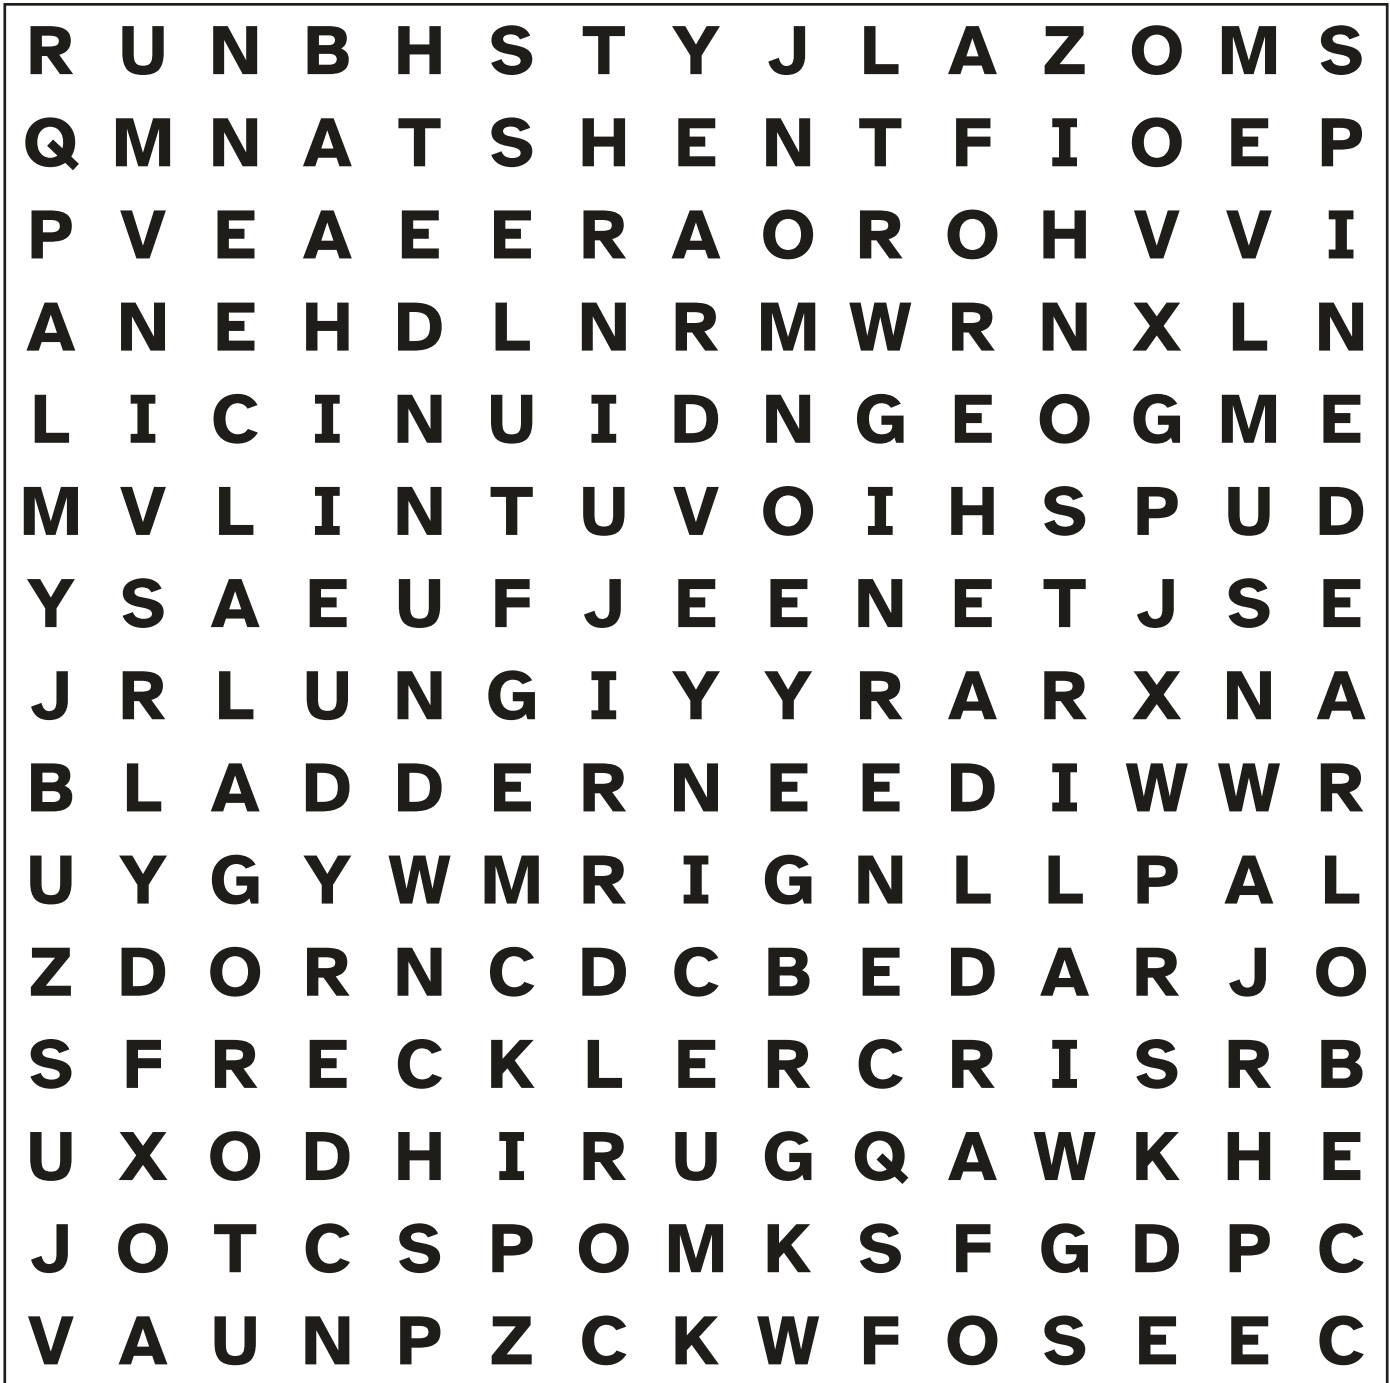 R U N B H S T Y J L A Z O M S
Q M N A T S H E N T F I O E P
P V E A E E R A O R O H V V I
A N E H D L N R M W R N X L N
L I C I N U I D N G E O G M E
M V L I N T U V O I H S P U D
Y S A E U F J E E N E T J S E
J R L U N G I Y Y R A R X N A
B L A D D E R N E E D I W W R
U Y G Y W M R I G N L L P A L
Z D O R N C D C B E D A R J O
S F R E C K L E R C R I S R B
U X O D H I R U G Q A W K H E
J O T C S P O M K S F G D P C
V A U N P Z C K W F O S E E C